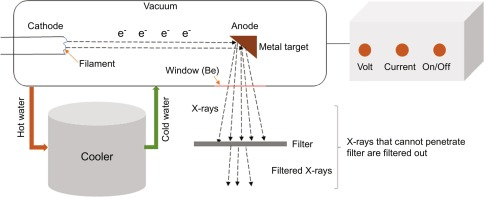 Vacuum
Cathode
e⁻ e⁻ e⁻ e⁻
Anode
Metal target
Filament
Window (Be)
Volt Current On/Off
Hot water
Cold water
X-rays
Cooler
Filter
Filtered X-rays
X-rays that cannot penetrate
filter are filtered out